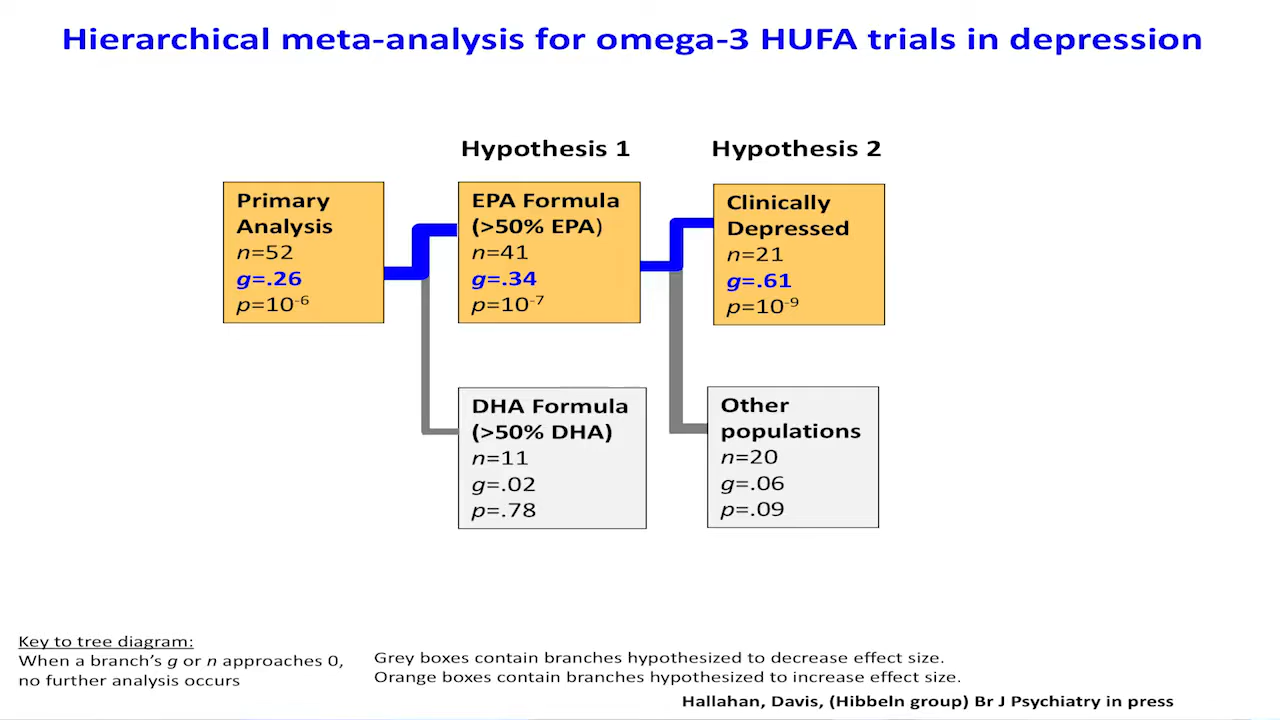 Hierarchical meta-analysis for omega-3 HUFA trials in depression
Hypothesis 1
Hypothesis 2
Primary
Analysis
n=52
g=.26
p=10⁻⁶
EPA Formula
(>50% EPA)
n=41
g=.34
p=10⁻⁷
Clinically
Depressed
n=21
g=.61
p=10⁻⁹
DHA Formula
(>50% DHA)
n=11
g=.02
p=.78
Other
populations
n=20
g=.06
p=.09
Key to tree diagram:
When a branch’s g or n approaches 0,
no further analysis occurs
Grey boxes contain branches hypothesized to decrease effect size.
Orange boxes contain branches hypothesized to increase effect size.
Hallahan, Davis, (Hibbeln group) Br J Psychiatry in press